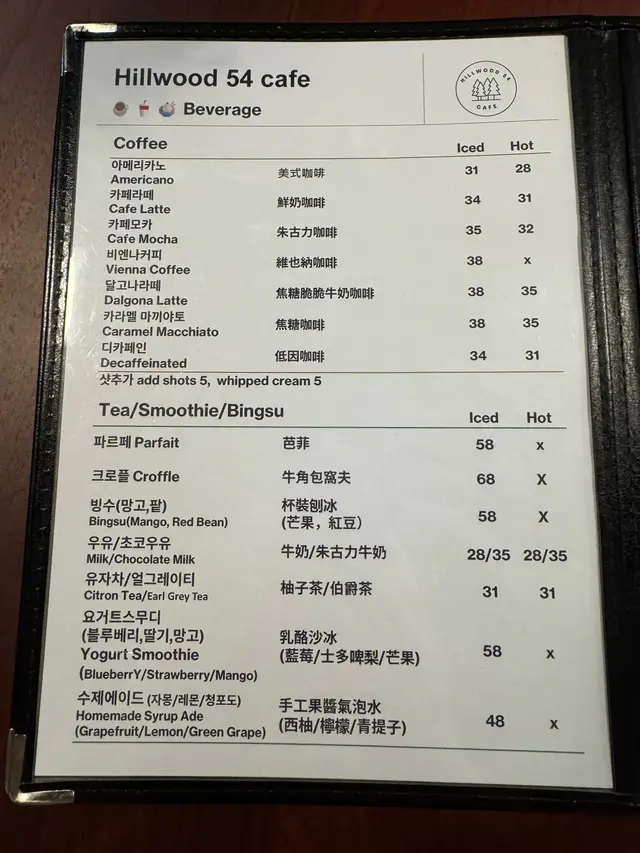 Hillwood 54 cafe
HILLWOOD 54
CAFE
Beverage
Coffee Iced Hot
아메리카노
Americano 美式咖啡 31 28
카페라떼
Cafe Latte 鮮奶咖啡 34 31
카페모카
Cafe Mocha 朱古力咖啡 35 32
비엔나커피
Vienna Coffee 維也納咖啡 38 x
달고나라떼
Dalgona Latte 焦糖脆脆牛奶咖啡 38 35
카라멜 마끼야토
Caramel Macchiato 焦糖咖啡 38 35
디카페인
Decaffeinated 低因咖啡 34 31
샷추가 add shots 5, whipped cream 5
Tea/Smoothie/Bingsu Iced Hot
파르페 Parfait 芭菲 58 x
크로플 Croffle 牛角包窩夫 68 X
빙수(망고,팥) 杯裝刨冰
Bingsu(Mango, Red Bean) (芒果，紅豆) 58 X
우유/초코우유
Milk/Chocolate Milk 牛奶/朱古力牛奶 28/35 28/35
유자차/얼그레이티
Citron Tea/Earl Grey Tea 柚子茶/伯爵茶 31 31
요거트스무디
(블루베리,딸기,망고) 乳酪沙冰
Yogurt Smoothie (藍莓/士多啤梨/芒果) 58 x
(BlueberrY/Strawberry/Mango)
수제에이드 (자몽/레몬/청포도) 手工果醬氣泡水
Homemade Syrup Ade (西柚/檸檬/青提子) 48 x
(Grapefruit/Lemon/Green Grape)